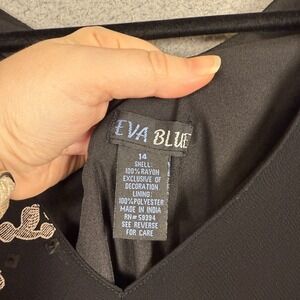 EVA BLUE
14
SHELL:
100% RAYON
EXCLUSIVE OF
DECORATION
LINING:
100% POLYESTER
MADE IN INDIA
RN# 59394
SEE REVERSE
FOR CARE